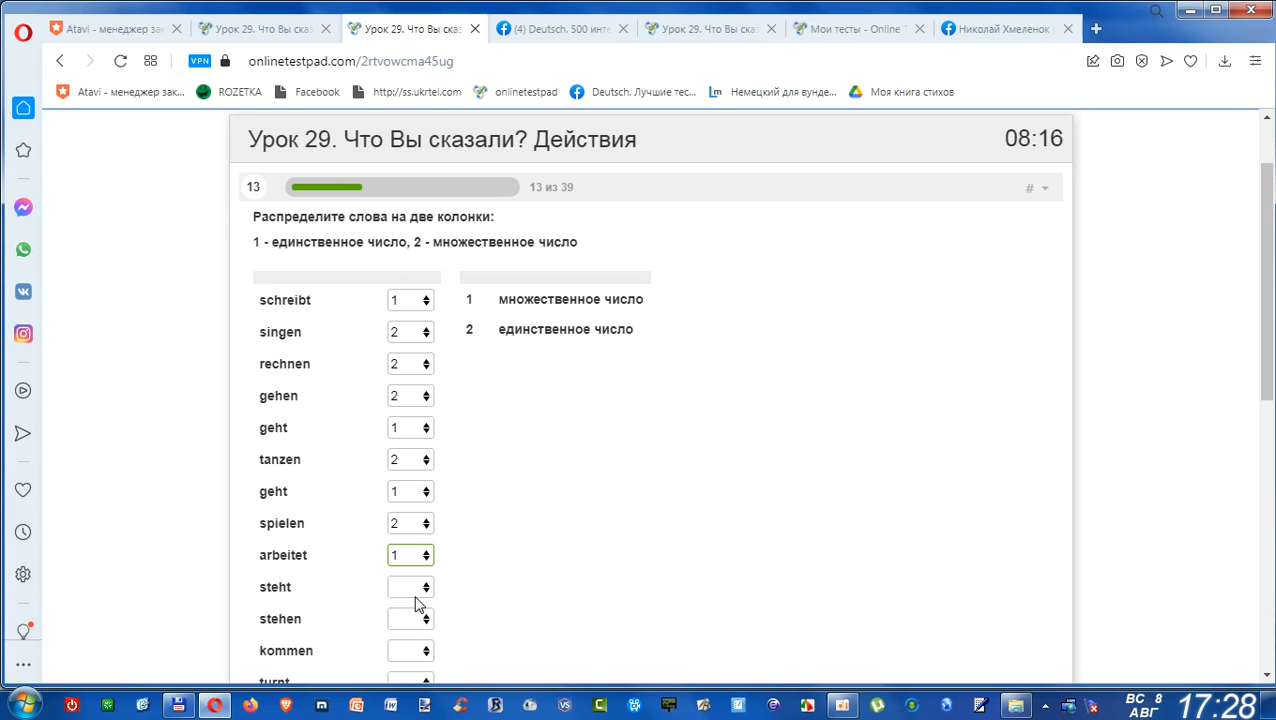 Atavi - менеджер зак
Урок 29. Что Вы сказ
Урок 29. Что Вы сказ
(4) Deutsch. 500 инте
Урок 29. Что Вы сказ
Мои тесты - Online T
Николай Хмеленок
VPN
onlinetestpad.com/2rtvowcma45ug
Atavi - менеджер зак...
ROZETKA
Facebook
http://ss.ukrtel.com
onlinetestpad
Deutsch. Лучшие тес...
Lm Немецкий для вунде...
Моя книга стихов
Урок 29. Что Вы сказали? Действия
08:16
13
13 из 39
#
Распределите слова на две колонки:
1 - единственное число, 2 - множественное число
schreibt 1
1 множественное число
singen 2
2 единственное число
rechnen 2
gehen 2
geht 1
tanzen 2
geht 1
spielen 2
arbeitet 1
steht
stehen
kommen
turnt
ВС 8
АВГ
17:28